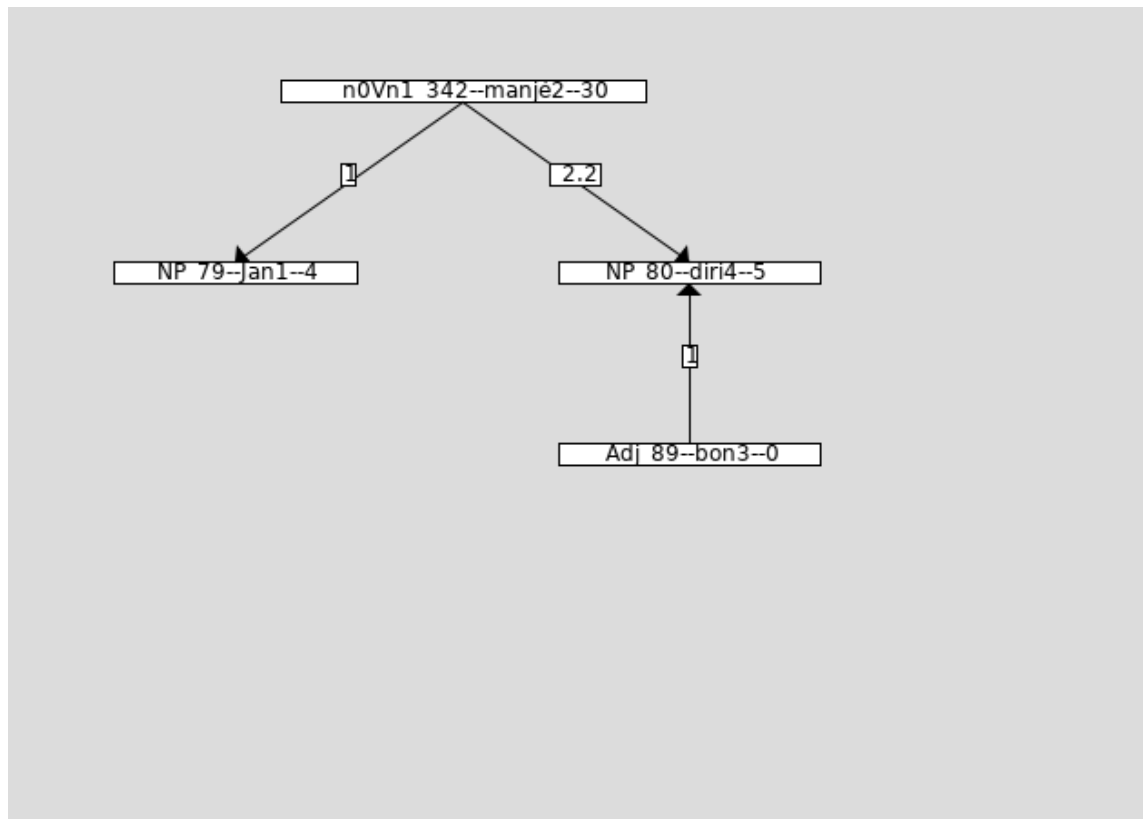 n0Vn1 342--manjé2--30
1
2.2
NP 79--Jan1--4
NP 80--diri4--5
1
Adj 89--bon3--0